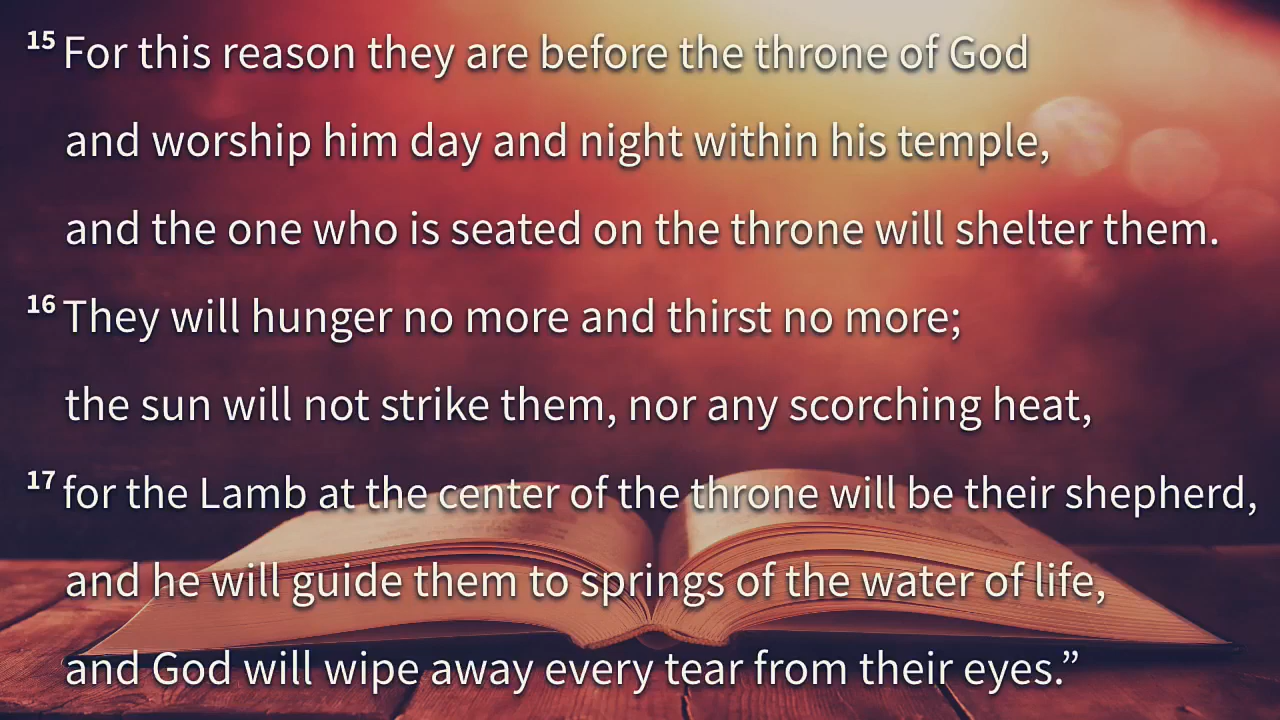 15 For this reason they are before the throne of God
and worship him day and night within his temple,
and the one who is seated on the throne will shelter them.
16 They will hunger no more and thirst no more;
the sun will not strike them, nor any scorching heat,
17 for the Lamb at the center of the throne will be their shepherd,
and he will guide them to springs of the water of life,
and God will wipe away every tear from their eyes.”